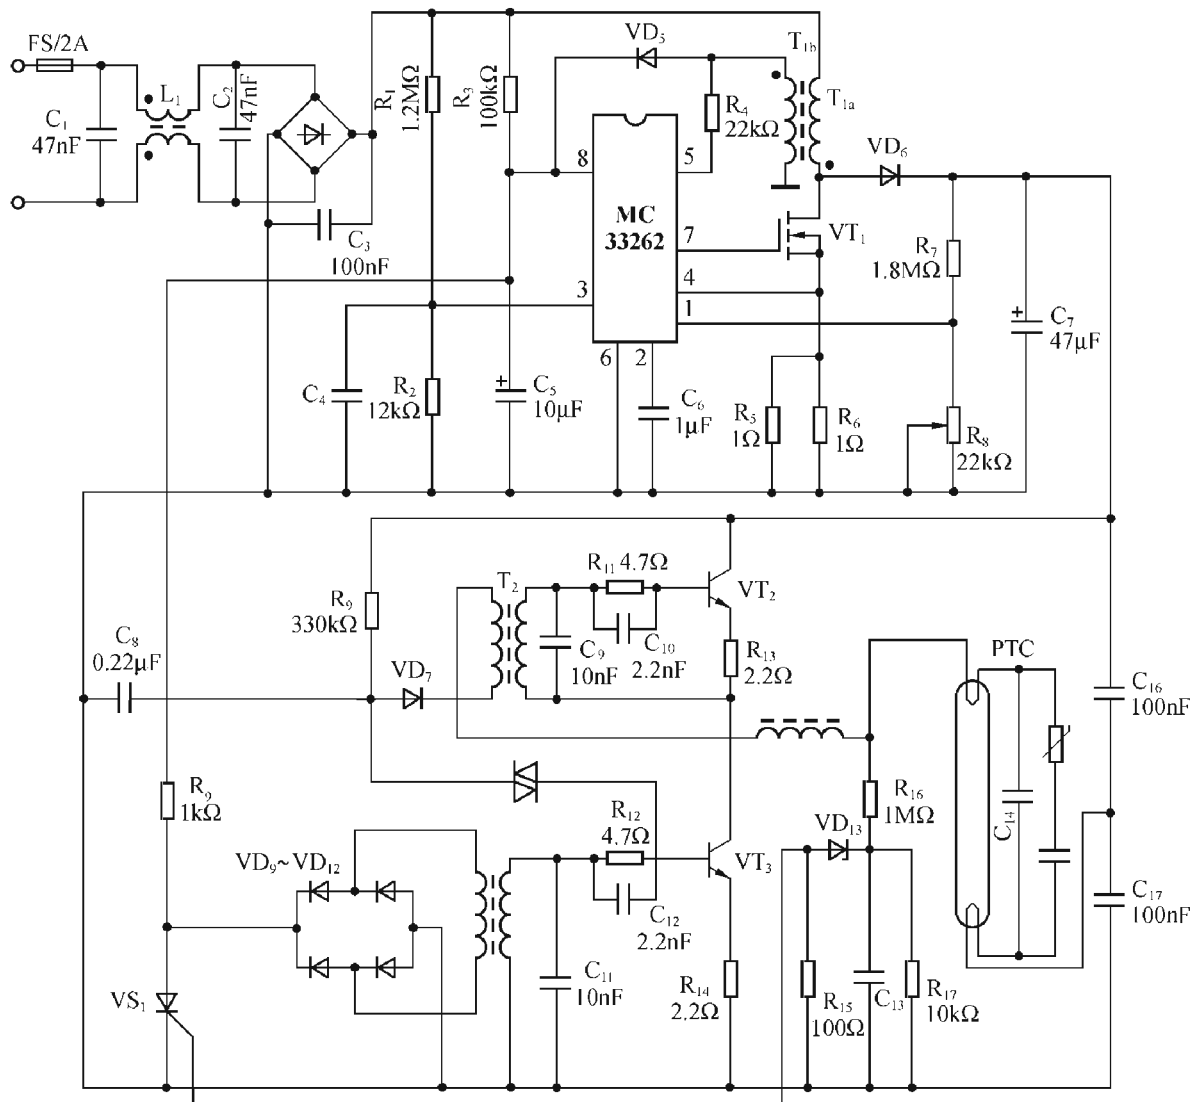 FS/2A
C₁
47nF
L₁
C₂
47nF
C₃
100nF
R₁
1.2MΩ
R₃
100kΩ
VD₅
R₄
22kΩ
T₁b
T₁a
VD₆
8
5
MC
33262
7
4
3
1
6
2
VT₁
R₇
1.8MΩ
+
C₇
47μF
C₄
R₂
12kΩ
+
C₅
10μF
C₆
1μF
R₅
1Ω
R₆
1Ω
R₈
22kΩ
C₈
0.22μF
R₉
330kΩ
VD₇
T₂
R₁₁ 4.7Ω
C₉
10nF
C₁₀
2.2nF
VT₂
R₁₃
2.2Ω
PTC
C₁₆
100nF
R₉
1kΩ
R₁₂
4.7Ω
R₁₆
1MΩ
C₁₄
VD₉~VD₁₂
VT₃
VD₁₃
C₁₇
100nF
C₁₂
2.2nF
C₁₁
10nF
R₁₄
2.2Ω
VS₁
R₁₅
100Ω
C₁₃
R₁₇
10kΩ